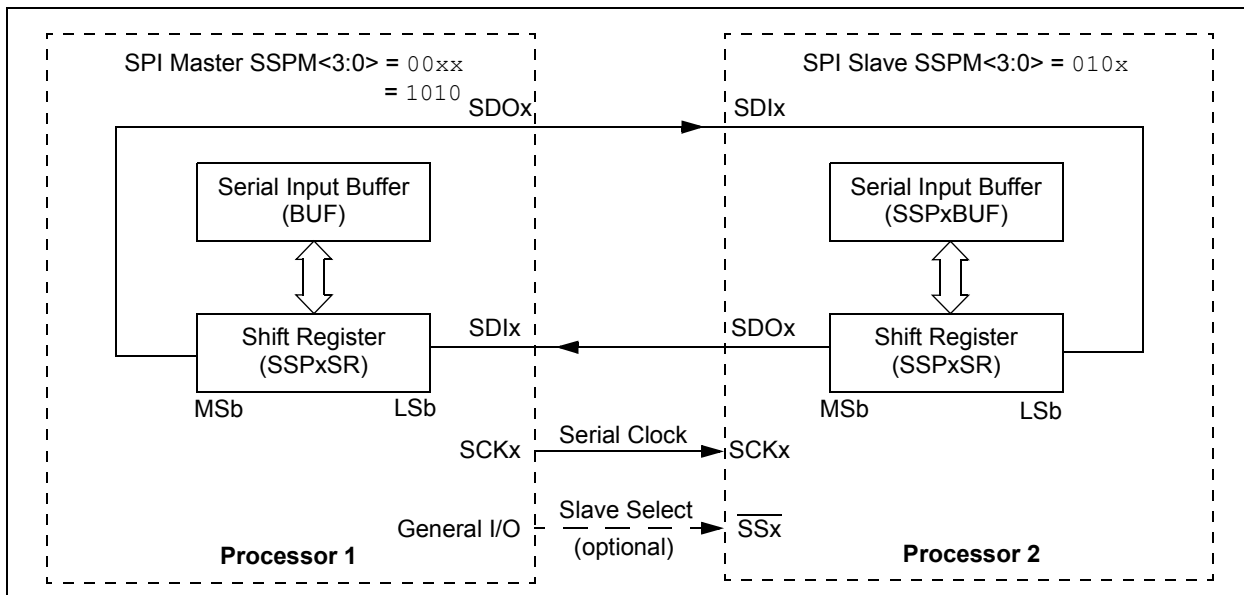 SPI Master SSPM<3:0> = 00xx
= 1010
SPI Slave SSPM<3:0> = 010x
SDOx
SDIx
Serial Input Buffer
(BUF)
Serial Input Buffer
(SSPxBUF)
Shift Register
(SSPxSR)
SDIx
SDOx
Shift Register
(SSPxSR)
MSb
LSb
MSb
LSb
SCKx
Serial Clock
SCKx
General I/O
Slave Select
(optional)
SSx
Processor 1
Processor 2